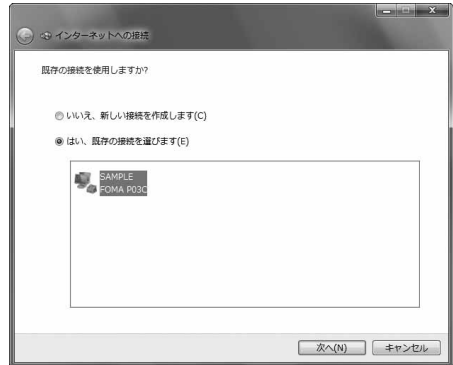 インターネットへの接続
既存の接続を使用しますか?
いいえ、新しい接続を作成します(C)
はい、既存の接続を選びます(E)
SAMPLE
FOMA P03C
次へ(N) キャンセル